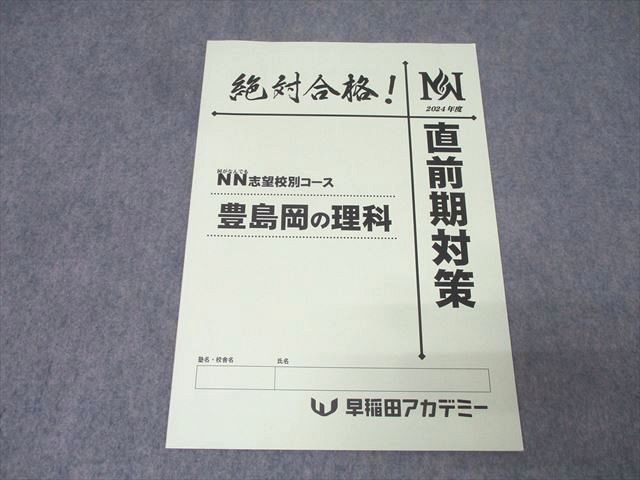 絶対合格!
NN
2024年度
直前期対策
何がなんでも
NN志望校別コース
豊島岡の理科
塾名・校舎名
氏名
早稲田アカデミー